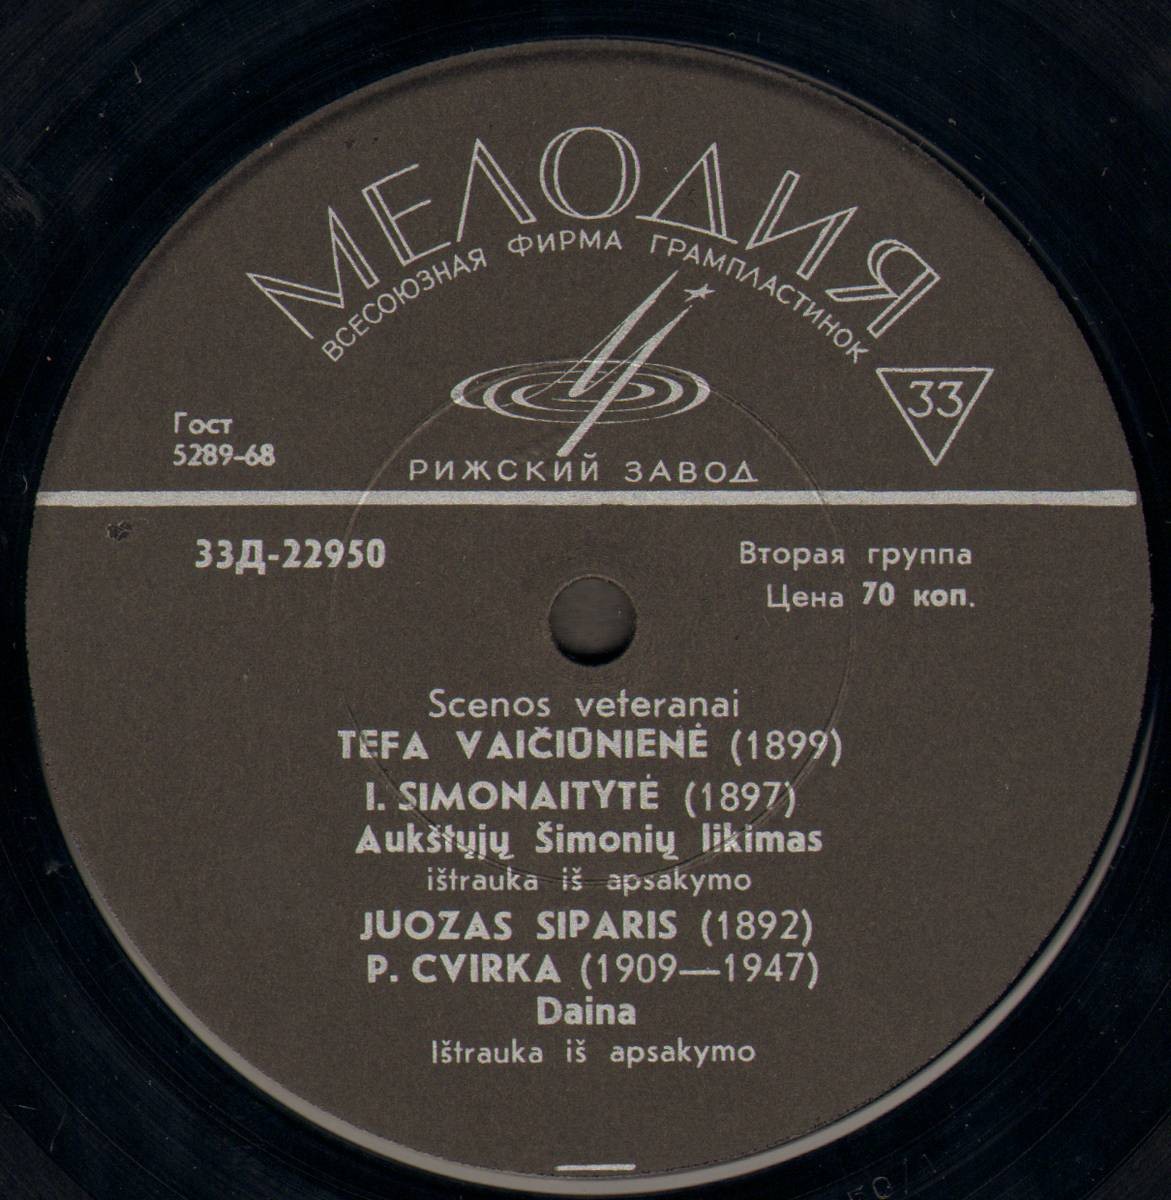 МЕЛОДИЯ
ВСЕСОЮЗНАЯ ФИРМА ГРАМПЛАСТИНОК
33
Гост
5289-68
РИЖСКИЙ ЗАВОД
33Д-22950
Вторая группа
Цена 70 коп.
Scenos veteranai
TEFA VAIČIŪNIENĖ (1899)
I. SIMONAITYTĖ (1897)
Aukštųjų Šimonių likimas
ištrauka iš apsakymo
JUOZAS SIPARIS (1892)
P. CVIRKA (1909—1947)
Daina
Ištrauka iš apsakymo